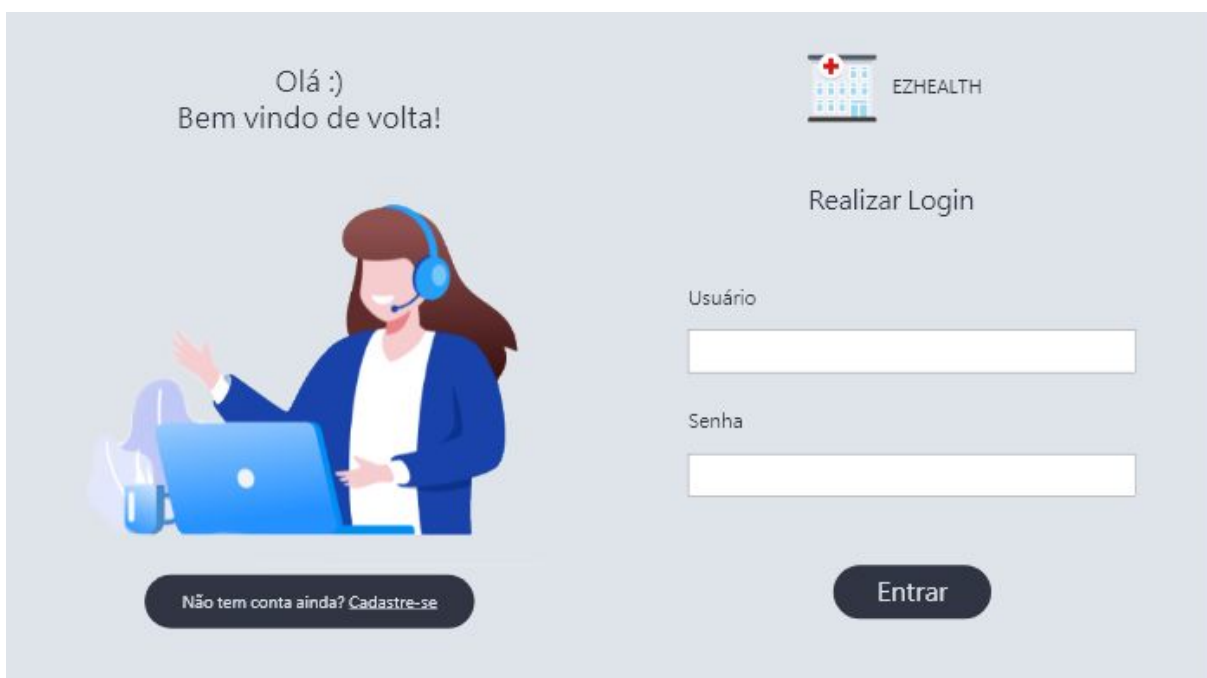 Olá :)
Bem vindo de volta!
Não tem conta ainda? Cadastre-se
EZHEALTH
Realizar Login
Usuário
Senha
Entrar